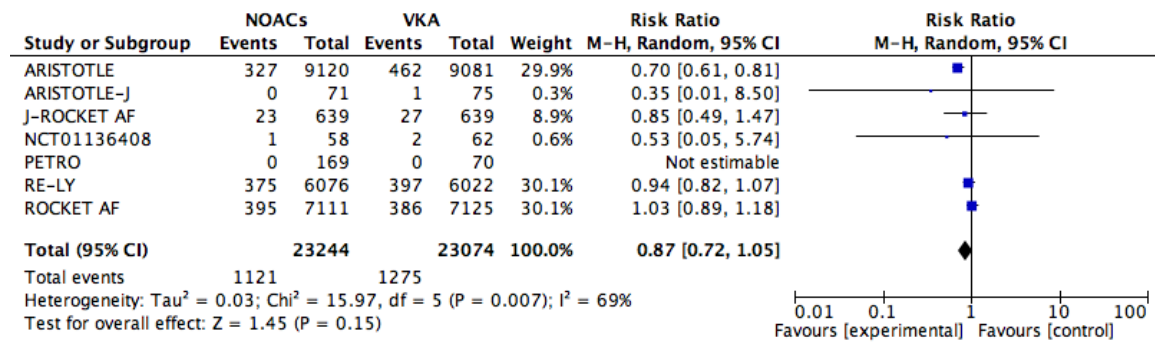 NOACs VKA Risk Ratio Risk Ratio
Study or Subgroup Events Total Events Total Weight M-H, Random, 95% CI M-H, Random, 95% CI
ARISTOTLE 327 9120 462 9081 29.9% 0.70 [0.61, 0.81]
ARISTOTLE-J 0 71 1 75 0.3% 0.35 [0.01, 8.50]
J-ROCKET AF 23 639 27 639 8.9% 0.85 [0.49, 1.47]
NCT01136408 1 58 2 62 0.6% 0.53 [0.05, 5.74]
PETRO 0 169 0 70 Not estimable
RE-LY 375 6076 397 6022 30.1% 0.94 [0.82, 1.07]
ROCKET AF 395 7111 386 7125 30.1% 1.03 [0.89, 1.18]
Total (95% CI) 23244 23074 100.0% 0.87 [0.72, 1.05]
Total events 1121 1275
Heterogeneity: Tau² = 0.03; Chi² = 15.97, df = 5 (P = 0.007); I² = 69%
Test for overall effect: Z = 1.45 (P = 0.15)
0.01 0.1 1 10 100
Favours [experimental] Favours [control]